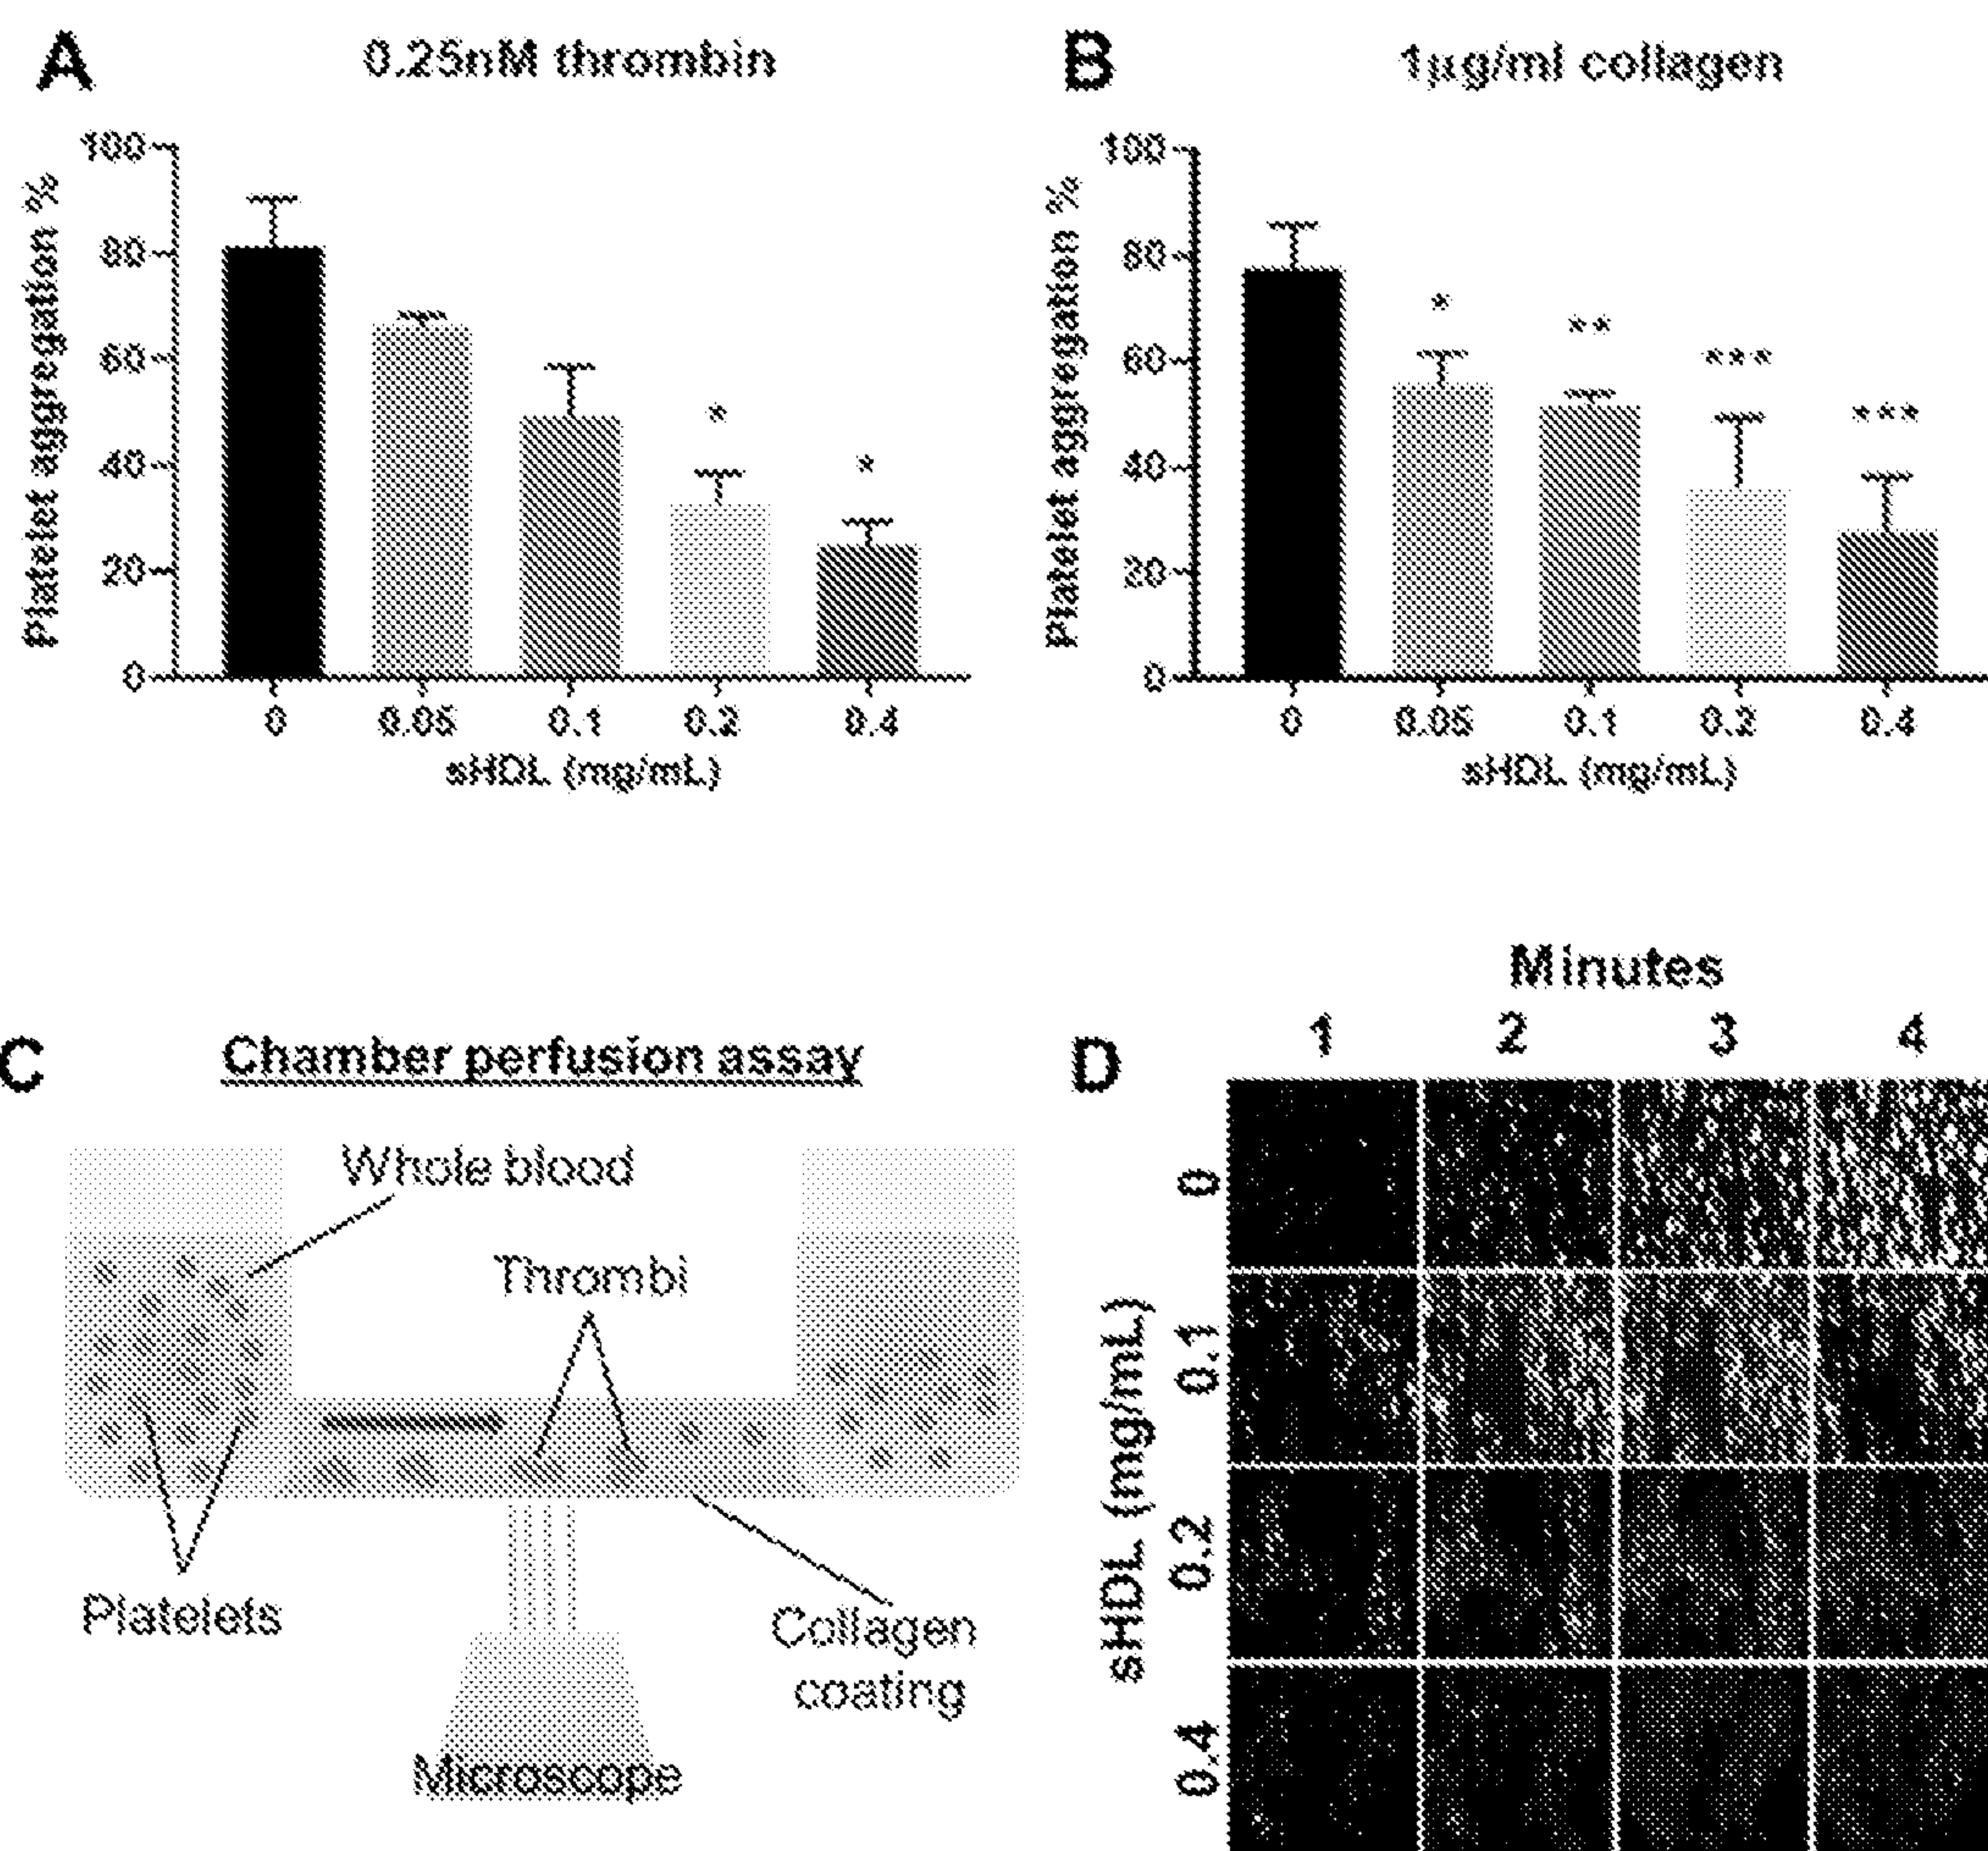 A
0.25nM thrombin
Platelet aggregation %
100
80
60
40
20
0
*
*
0
0.05
0.1
0.2
0.4
sHDL (mg/mL)
B
1µg/ml collagen
Platelet aggregation %
100
80
60
40
20
0
*
**
***
***
0
0.05
0.1
0.2
0.4
sHDL (mg/mL)
C
Chamber perfusion assay
Whole blood
Thrombi
Platelets
Collagen
coating
Microscope
D
Minutes
1 2 3 4
sHDL (mg/mL)
0
0.1
0.2
0.4